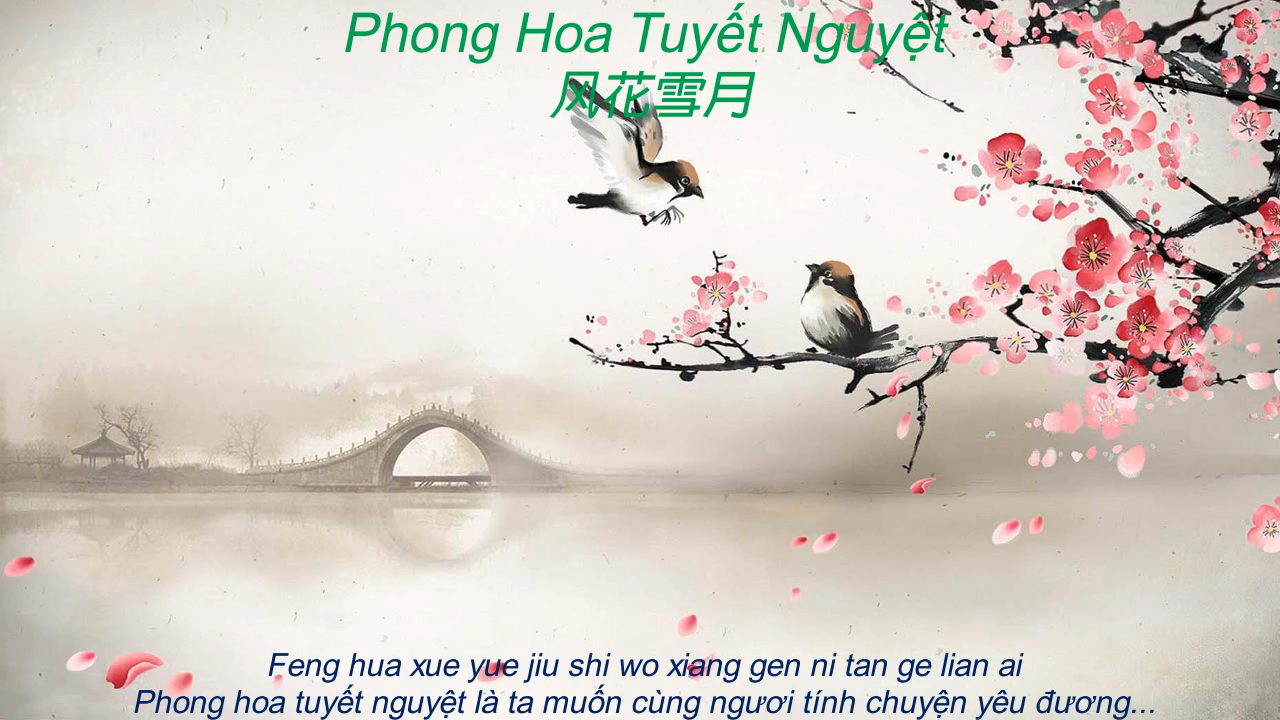 Phong Hoa Tuyết Nguyệt
风花雪月
Feng hua xue yue jiu shi wo xiang gen ni tan ge lian ai
Phong hoa tuyết nguyệt là ta muốn cùng ngươi tính chuyện yêu đương...